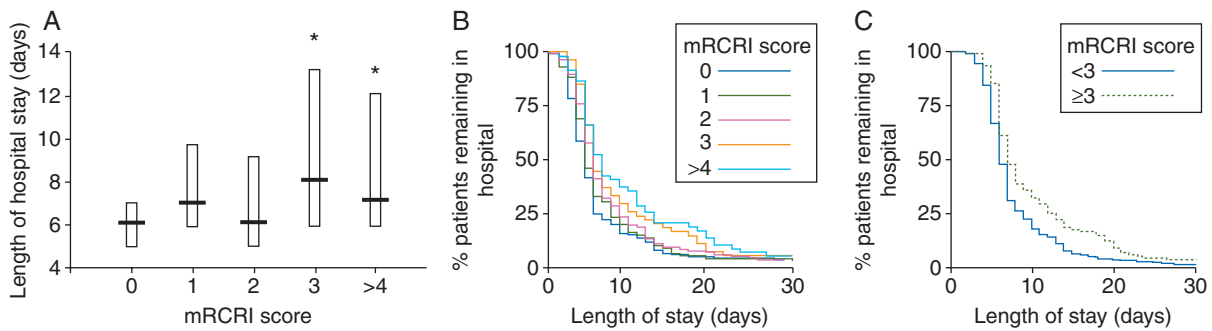 A
Length of hospital stay (days)
14
12
10
8
6
4
*
*
0
1
2
3
>4
mRCRI score
B
% patients remaining in
hospital
100
75
50
25
0
mRCRI score
0
1
2
3
>4
10
20
30
Length of stay (days)
C
% patients remaining in
hospital
100
75
50
25
0
mRCRI score
<3
≥3
0
10
20
30
Length of stay (days)